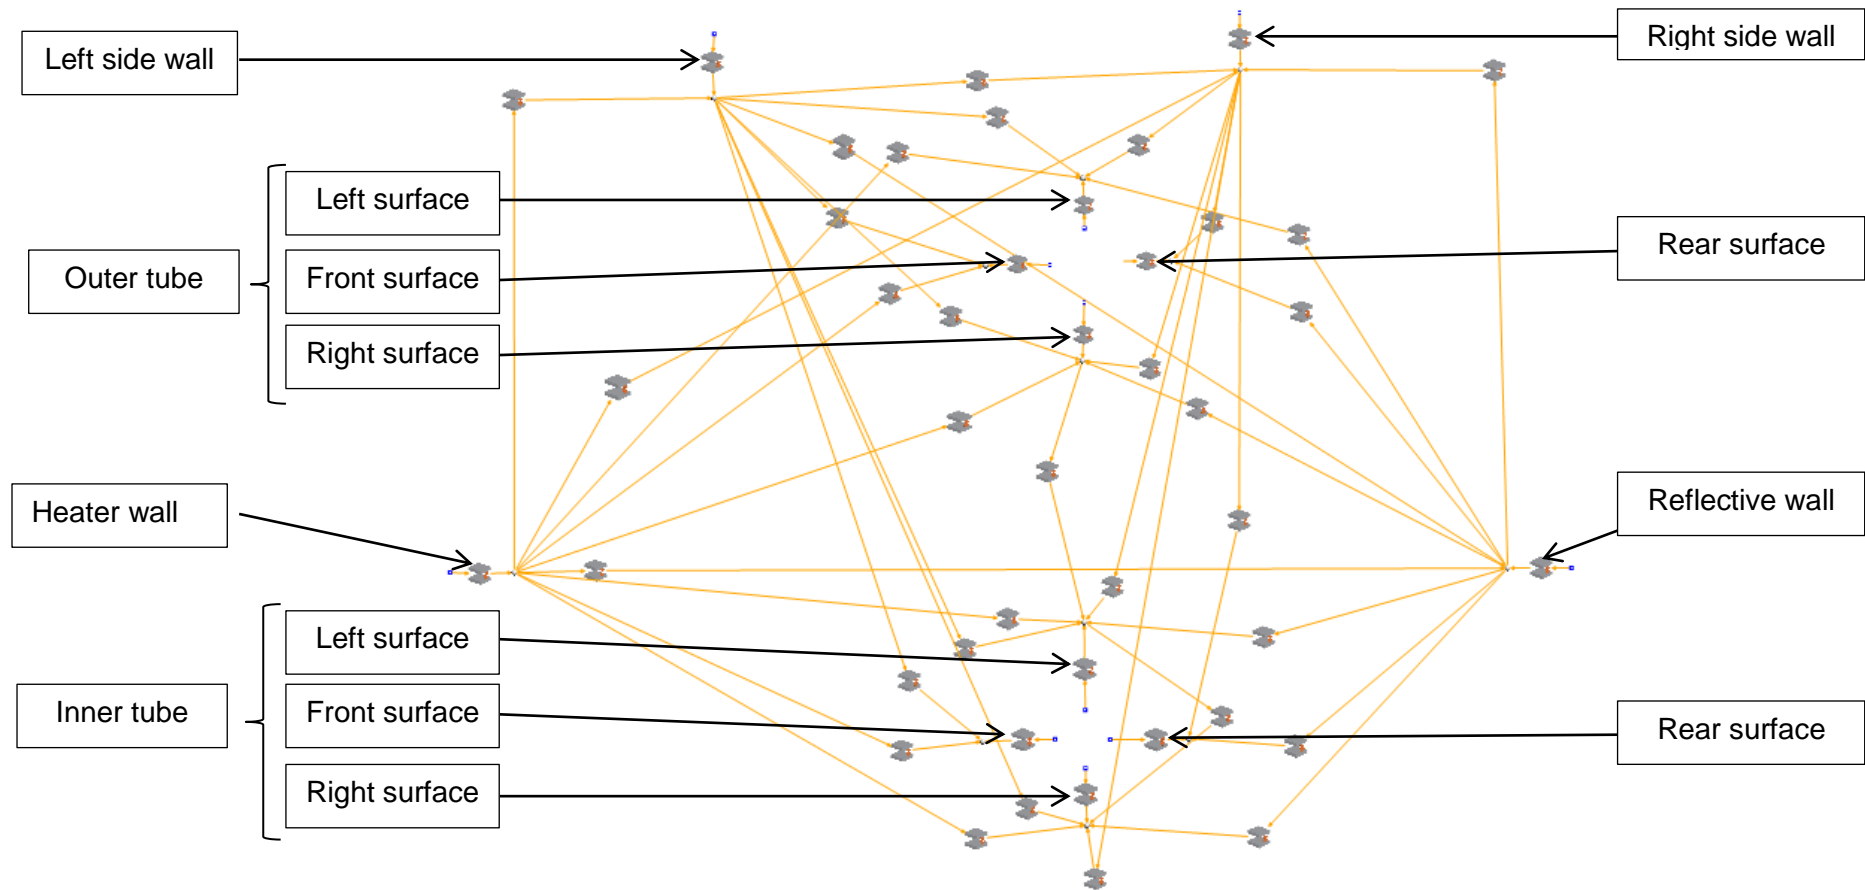 Left side wall
Right side wall
Outer tube
Left surface
Front surface
Right surface
Rear surface
Heater wall
Reflective wall
Inner tube
Left surface
Front surface
Right surface
Rear surface